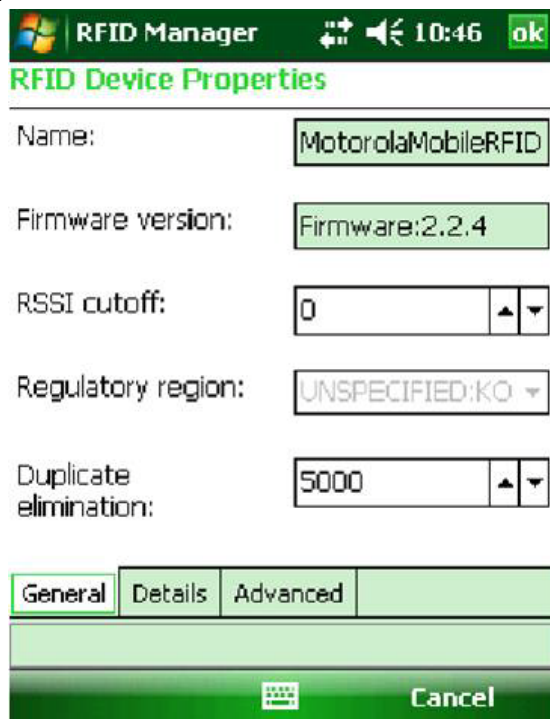 RFID Manager 10:46 ok
RFID Device Properties
Name: MotorolaMobileRFID
Firmware version: Firmware:2.2.4
RSSI cutoff: 0
Regulatory region: UNSPECIFIED:KO
Duplicate
elimination: 5000
General Details Advanced
Cancel